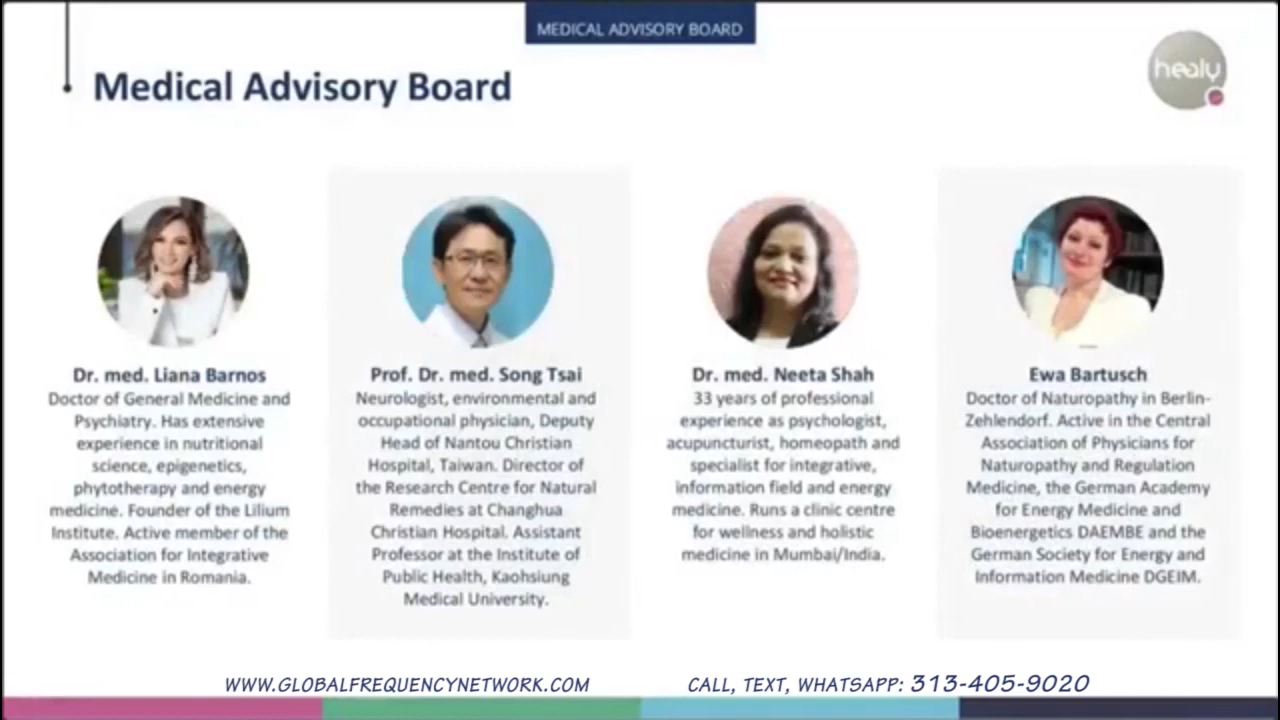 MEDICAL ADVISORY BOARD
Medical Advisory Board
healy
Dr. med. Liana Barnos
Doctor of General Medicine and
Psychiatry. Has extensive
experience in nutritional
science, epigenetics,
phytotherapy and energy
medicine. Founder of the Lilium
Institute. Active member of the
Association for Integrative
Medicine in Romania.
Prof. Dr. med. Song Tsai
Neurologist, environmental and
occupational physician, Deputy
Head of Nantou Christian
Hospital, Taiwan. Director of
the Research Centre for Natural
Remedies at Changhua
Christian Hospital. Assistant
Professor at the Institute of
Public Health, Kaohsiung
Medical University.
Dr. med. Neeta Shah
33 years of professional
experience as psychologist,
acupuncturist, homeopath and
specialist for integrative,
information field and energy
medicine. Runs a clinic centre
for wellness and holistic
medicine in Mumbai/India.
Ewa Bartusch
Doctor of Naturopathy in Berlin-
Zehlendorf. Active in the Central
Association of Physicians for
Naturopathy and Regulation
Medicine, the German Academy
for Energy Medicine and
Bioenergetics DAEMBE and the
German Society for Energy and
Information Medicine DGEIM.
WWW.GLOBALFREQUENCYNETWORK.COM
CALL, TEXT, WHATSAPP: 313-405-9020